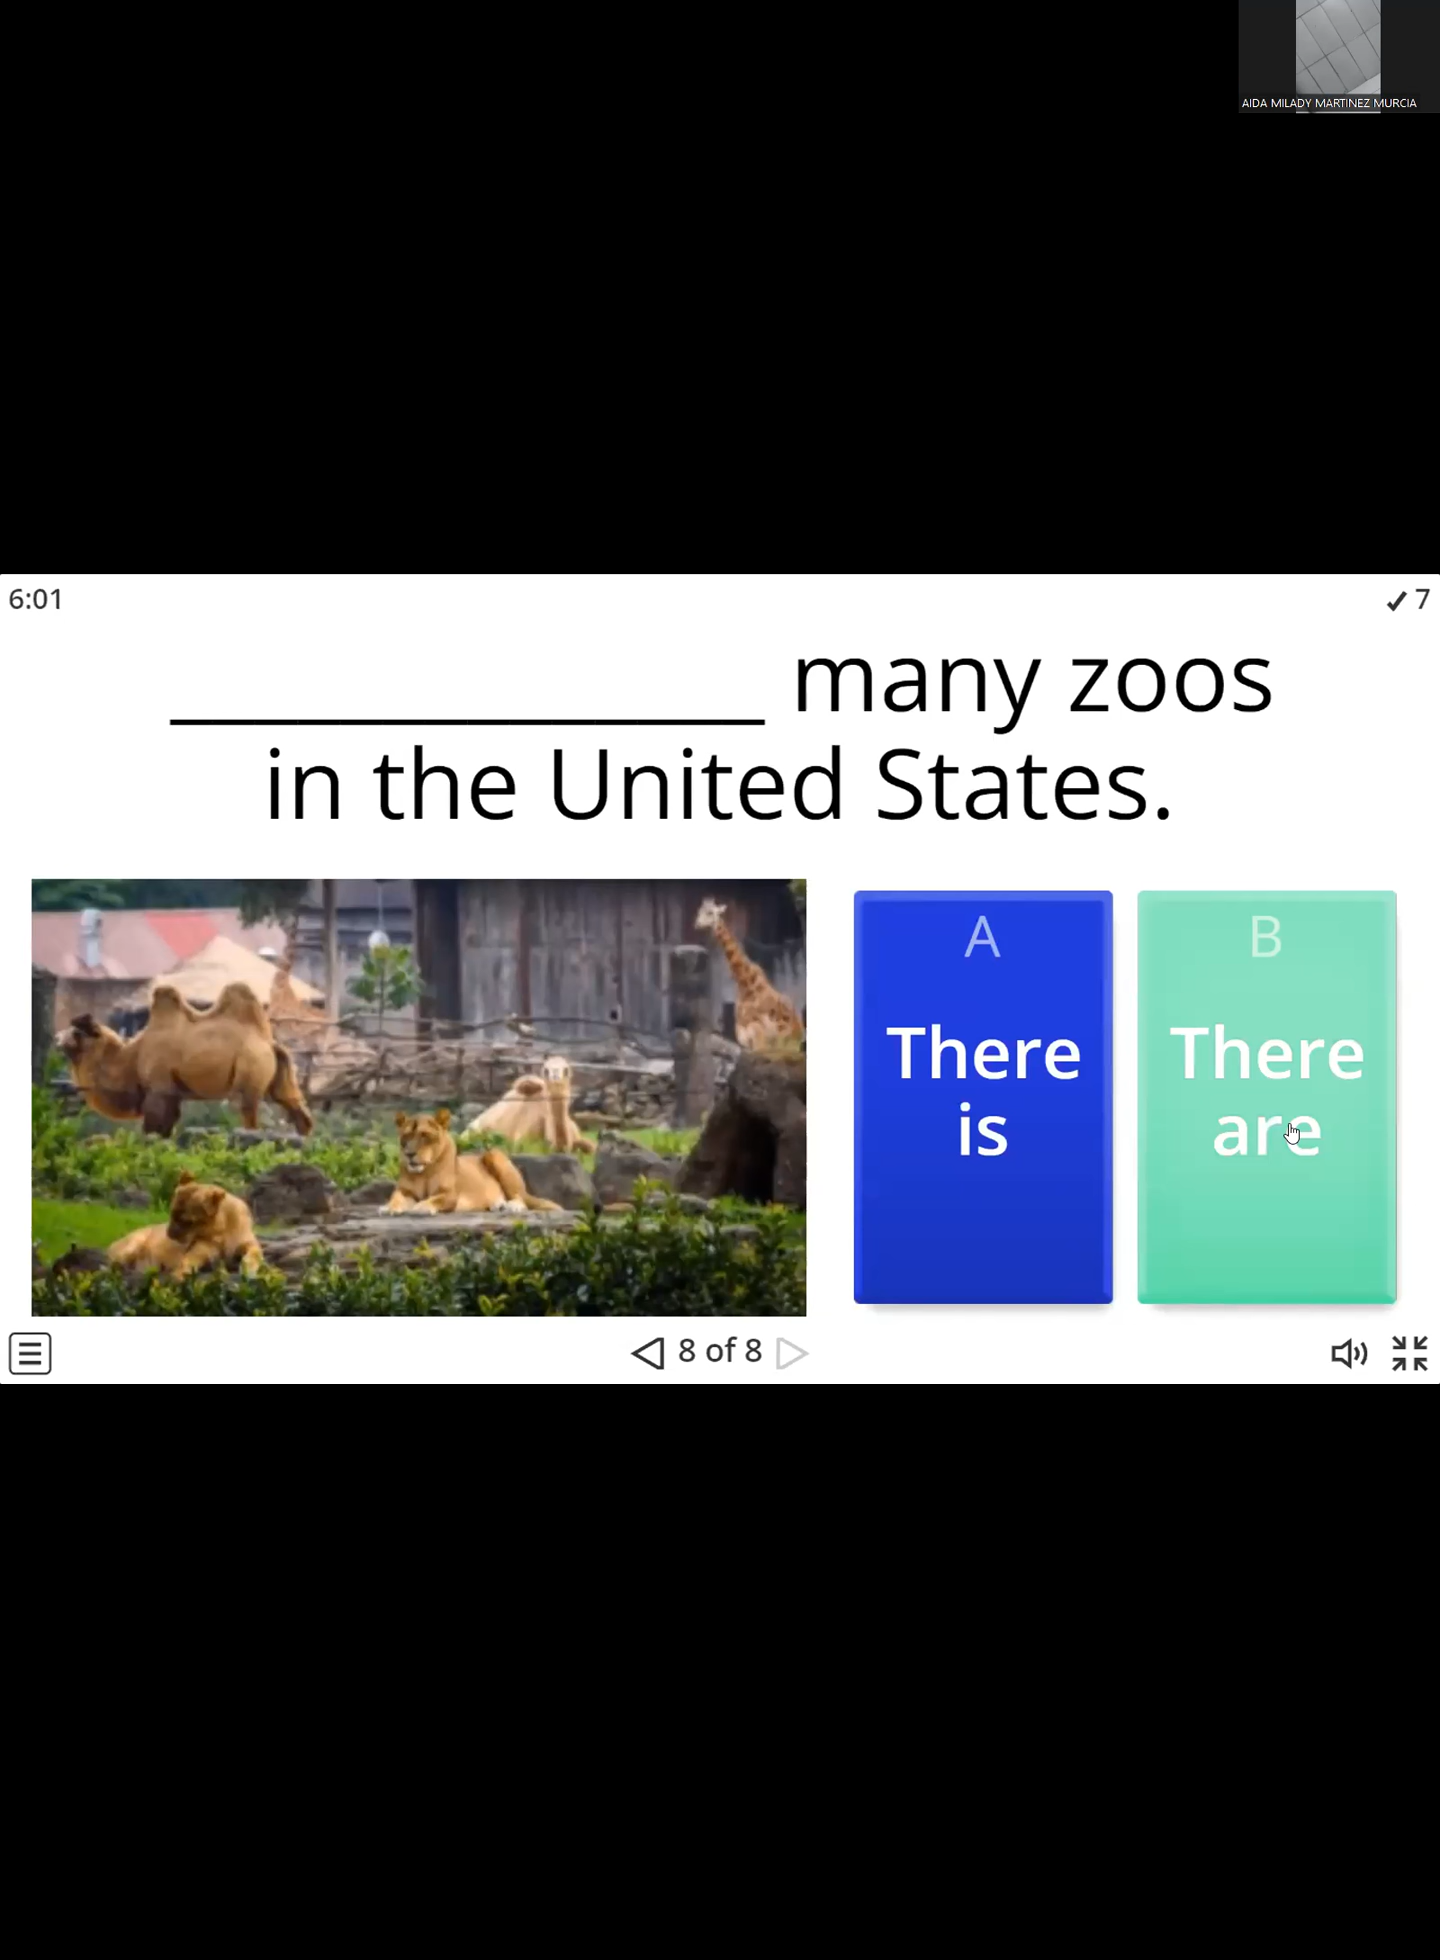 AIDA MILADY MARTINEZ MURCIA
6:01
✓ 7
______________ many zoos
in the United States.
A
There
is
B
There
are
8 of 8